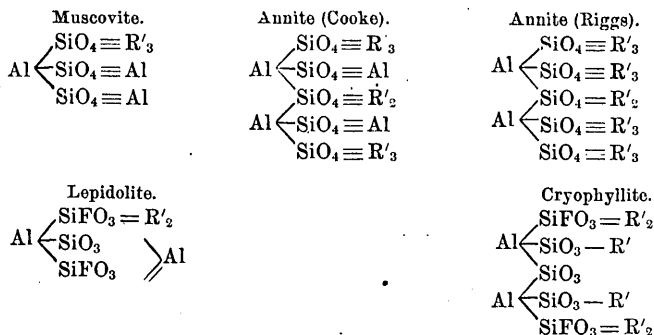 Muscovite.
SiO₄≡R'₃
Al—SiO₄≡Al
SiO₄≡Al
Annite (Cooke).
SiO₄≡R'₃
Al—SiO₄≡Al
SiO₄≡R'₂
Al—SiO₄≡Al
SiO₄≡R'₃
Annite (Riggs).
SiO₄≡R'₃
Al—SiO₄≡R'₃
SiO₄=R'₂
Al—SiO₄≡R'₃
SiO₄≡R'₃
Lepidolite.
SiFO₃=R'₂
Al—SiO₃
Al
SiFO₃
Cryophyllite.
SiFO₃=R'₂
Al—SiO₃—R'
SiO₃
Al—SiO₃—R'
SiFO₃=R'₂